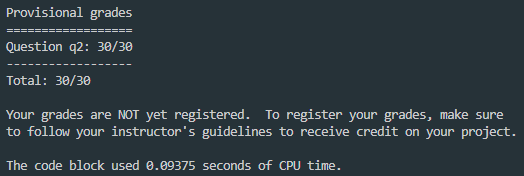 Provisional grades
==================
Question q2: 30/30
------------------
Total: 30/30
Your grades are NOT yet registered.  To register your grades, make sure
to follow your instructor's guidelines to receive credit on your project.
The code block used 0.09375 seconds of CPU time.